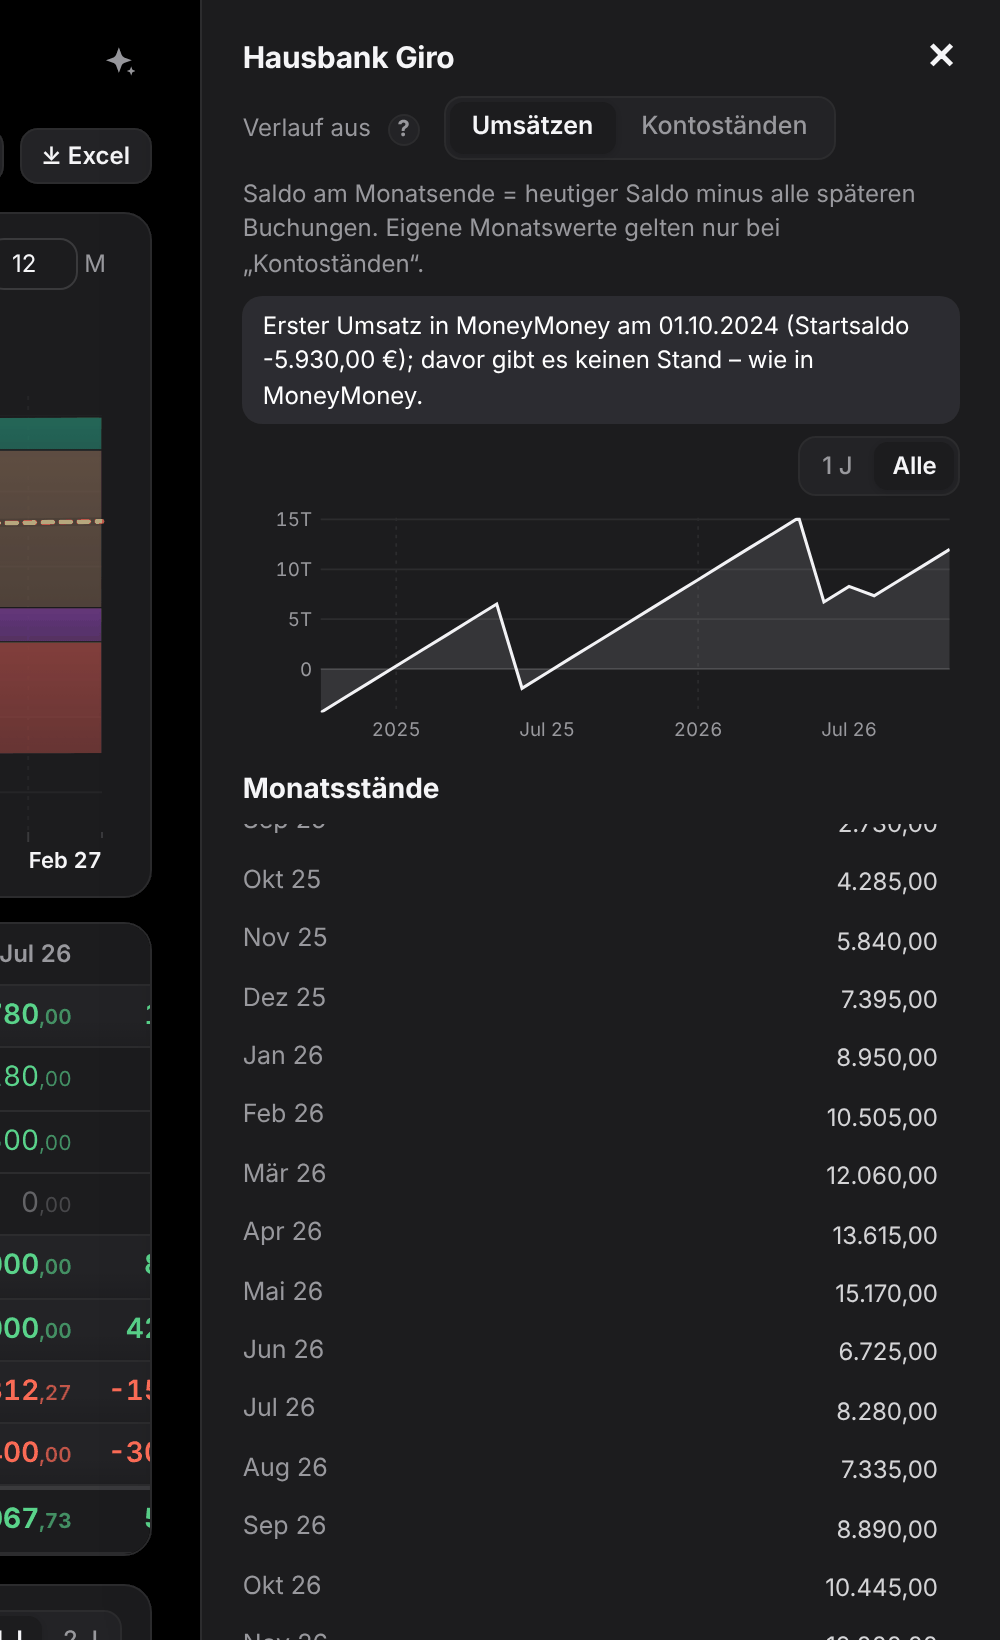 Hausbank Giro
Verlauf aus ? Umsätzen Kontoständen
Excel
Saldo am Monatsende = heutiger Saldo minus alle späteren
Buchungen. Eigene Monatswerte gelten nur bei
„Kontoständen“.
12 M
Erster Umsatz in MoneyMoney am 01.10.2024 (Startsaldo
-5.930,00 €); davor gibt es keinen Stand – wie in
MoneyMoney.
1 J Alle
15T
10T
5T
0
2025 Jul 25 2026 Jul 26
Feb 27
Monatsstände
Sep 25 2.730,00
Okt 25 4.285,00
Nov 25 5.840,00
Dez 25 7.395,00
Jan 26 8.950,00
Feb 26 10.505,00
Mär 26 12.060,00
Apr 26 13.615,00
Mai 26 15.170,00
Jun 26 6.725,00
Jul 26 8.280,00
Aug 26 7.335,00
Sep 26 8.890,00
Okt 26 10.445,00
Nov 26
Jul 26
80,00
80,00
00,00
0,00
00,00
00,00 42
12,27 -15
00,00 -30
67,73